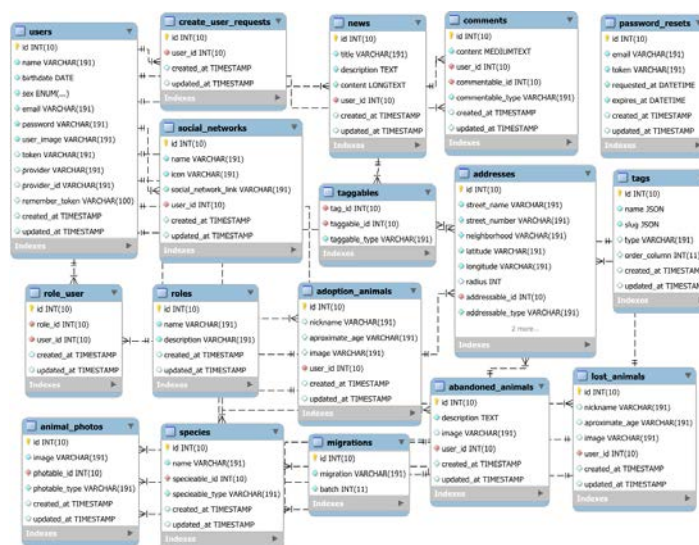 users
id INT(10)
name VARCHAR(191)
birthdate DATE
sex ENUM(...)
email VARCHAR(191)
password VARCHAR(191)
user_image VARCHAR(191)
token VARCHAR(191)
provider VARCHAR(191)
provider_id VARCHAR(191)
remember_token VARCHAR(100)
created_at TIMESTAMP
updated_at TIMESTAMP
Indexes
create_user_requests
id INT(10)
user_id INT(10)
created_at TIMESTAMP
updated_at TIMESTAMP
Indexes
social_networks
id INT(10)
name VARCHAR(191)
icon VARCHAR(191)
social_network_link VARCHAR(191)
user_id INT(10)
created_at TIMESTAMP
updated_at TIMESTAMP
Indexes
news
id INT(10)
title VARCHAR(191)
description TEXT
content LONGTEXT
user_id INT(10)
created_at TIMESTAMP
updated_at TIMESTAMP
Indexes
comments
id INT(10)
content MEDIUMTEXT
user_id INT(10)
commentable_id INT(10)
commentable_type VARCHAR(191)
created_at TIMESTAMP
updated_at TIMESTAMP
Indexes
password_resets
id INT(10)
email VARCHAR(191)
token VARCHAR(191)
requested_at DATETIME
expires_at DATETIME
created_at TIMESTAMP
updated_at TIMESTAMP
Indexes
taggables
tag_id INT(10)
taggable_id INT(10)
taggable_type VARCHAR(191)
Indexes
addresses
id INT(10)
street_name VARCHAR(191)
street_number VARCHAR(191)
neighborhood VARCHAR(191)
latitude VARCHAR(191)
longitude VARCHAR(191)
radius INT
addressable_id INT(10)
addressable_type VARCHAR(191)
2 more...
Indexes
tags
id INT(10)
name JSON
slug JSON
type VARCHAR(191)
order_column INT(11)
created_at TIMESTAMP
updated_at TIMESTAMP
Indexes
role_user
id INT(10)
role_id INT(10)
user_id INT(10)
created_at TIMESTAMP
updated_at TIMESTAMP
Indexes
roles
id INT(10)
name VARCHAR(191)
description VARCHAR(191)
created_at TIMESTAMP
updated_at TIMESTAMP
Indexes
adoption_animals
id INT(10)
nickname VARCHAR(191)
aproximate_age VARCHAR(191)
image VARCHAR(191)
user_id INT(10)
created_at TIMESTAMP
updated_at TIMESTAMP
Indexes
abandoned_animals
id INT(10)
description TEXT
image VARCHAR(191)
user_id INT(10)
created_at TIMESTAMP
updated_at TIMESTAMP
Indexes
lost_animals
id INT(10)
nickname VARCHAR(191)
aproximate_age VARCHAR(191)
image VARCHAR(191)
user_id INT(10)
created_at TIMESTAMP
updated_at TIMESTAMP
Indexes
animal_photos
id INT(10)
image VARCHAR(191)
photable_id INT(10)
photable_type VARCHAR(191)
created_at TIMESTAMP
updated_at TIMESTAMP
Indexes
species
id INT(10)
name VARCHAR(191)
specieable_id INT(10)
specieable_type VARCHAR(191)
created_at TIMESTAMP
updated_at TIMESTAMP
Indexes
migrations
id INT(10)
migration VARCHAR(191)
batch INT(11)
Indexes